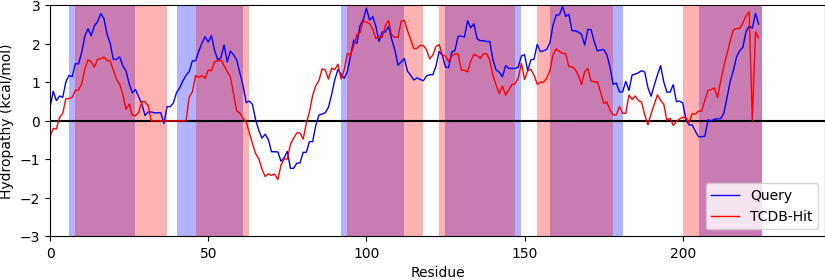 3
2
1
0
−1
−2
−3
Hydropathy (kcal/mol)
0 50 100 150 200
Residue
Query
TCDB-Hit